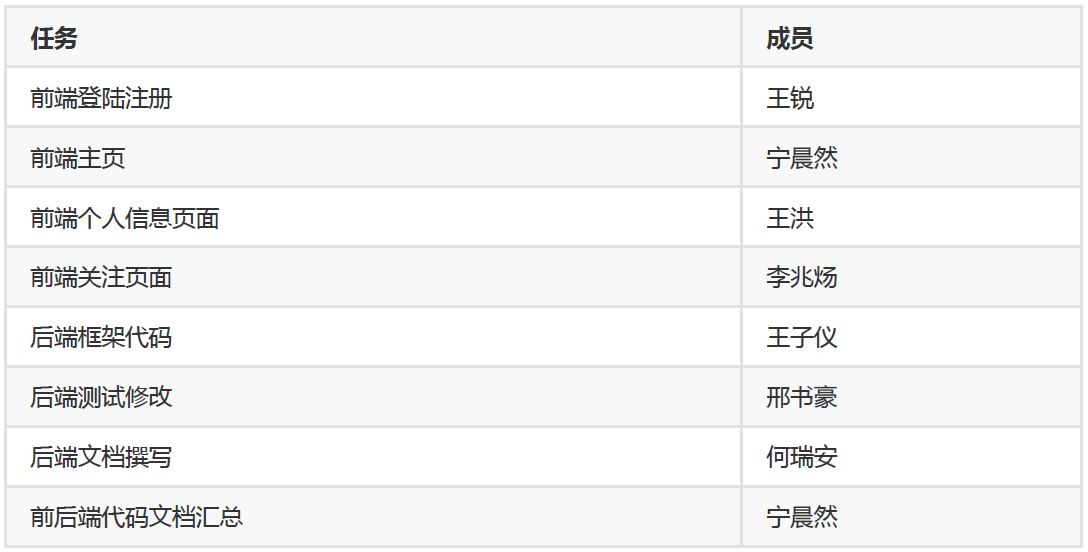 任务 成员
前端登陆注册 王锐
前端主页 宁晨然
前端个人信息页面 王洪
前端关注页面 李兆炀
后端框架代码 王子仪
后端测试修改 邢书豪
后端文档撰写 何瑞安
前后端代码文档汇总 宁晨然